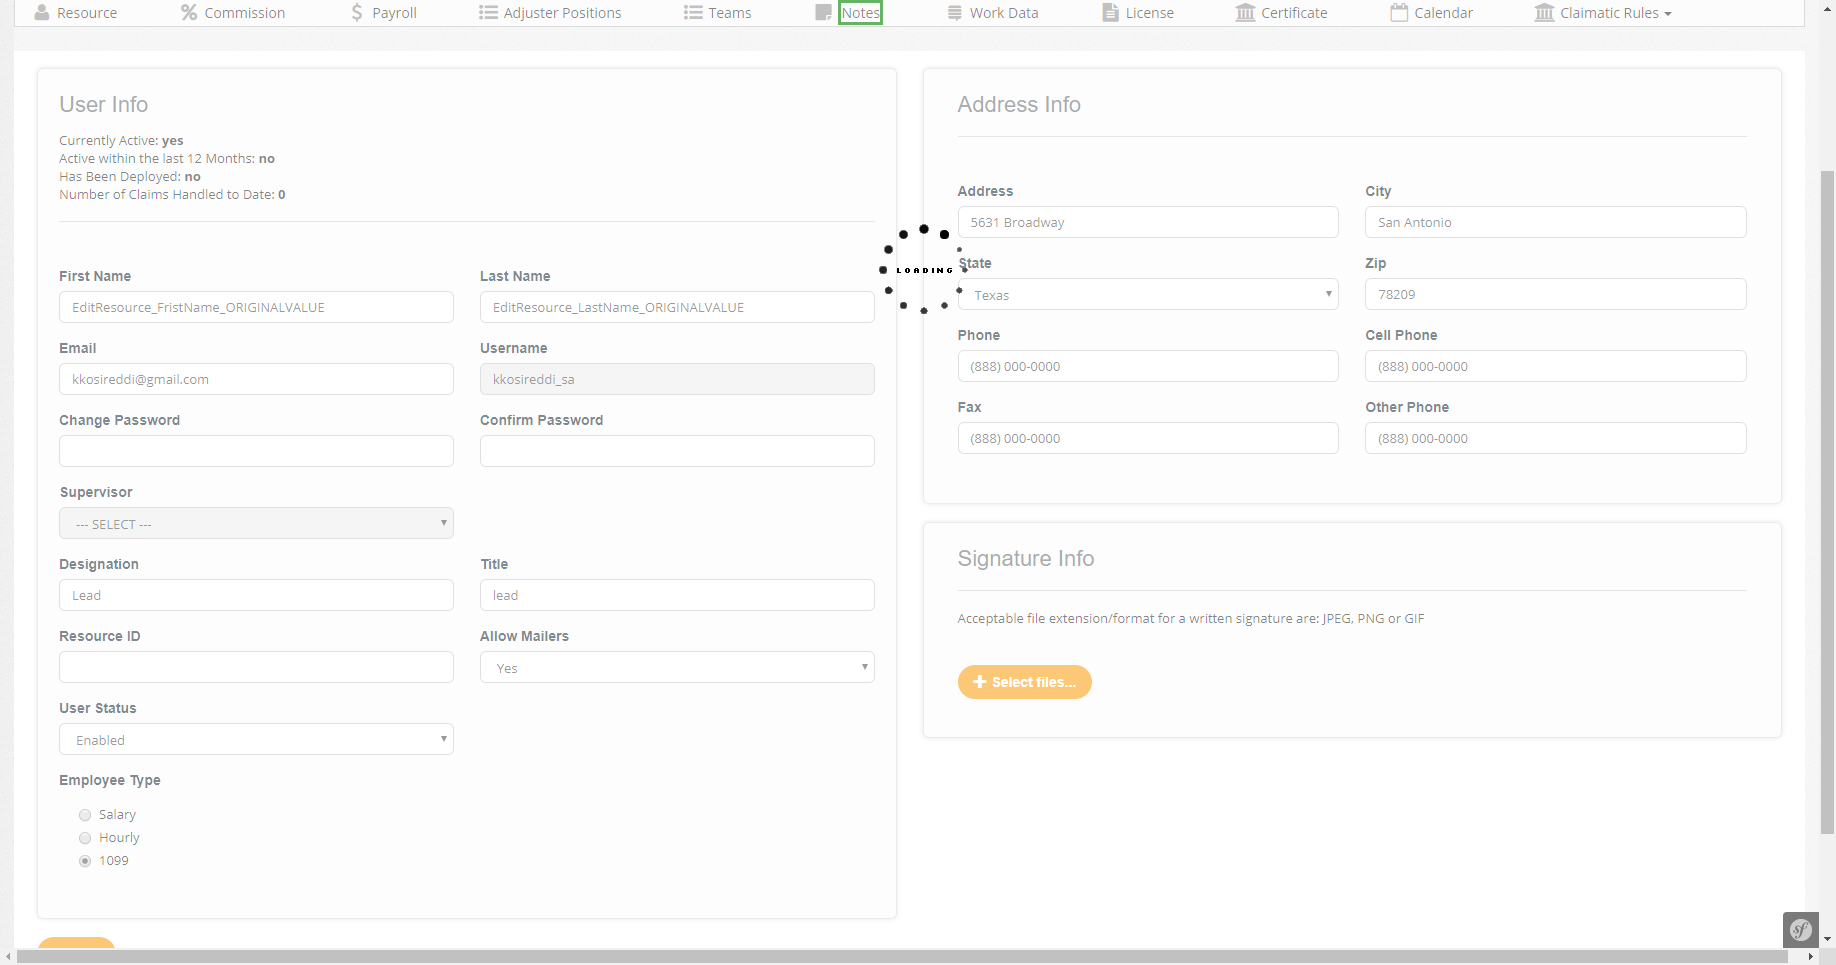 Resource
Commission
Payroll
Adjuster Positions
Teams
Notes
Work Data
License
Certificate
Calendar
Claimatic Rules
User Info
Currently Active: yes
Active within the last 12 Months: no
Has Been Deployed: no
Number of Claims Handled to Date: 0
First Name
Last Name
EditResource_FristName_ORIGINALVALUE
EditResource_LastName_ORIGINALVALUE
Email
Username
kkosireddi@gmail.com
kkosireddi_sa
Change Password
Confirm Password
Supervisor
--- SELECT ---
Designation
Title
Lead
lead
Resource ID
Allow Mailers
Yes
User Status
Enabled
Employee Type
Salary
Hourly
1099
LOADING
Address Info
Address
City
5631 Broadway
San Antonio
State
Zip
Texas
78209
Phone
Cell Phone
(888) 000-0000
(888) 000-0000
Fax
Other Phone
(888) 000-0000
(888) 000-0000
Signature Info
Acceptable file extension/format for a written signature are: JPEG, PNG or GIF
Select files...
sf